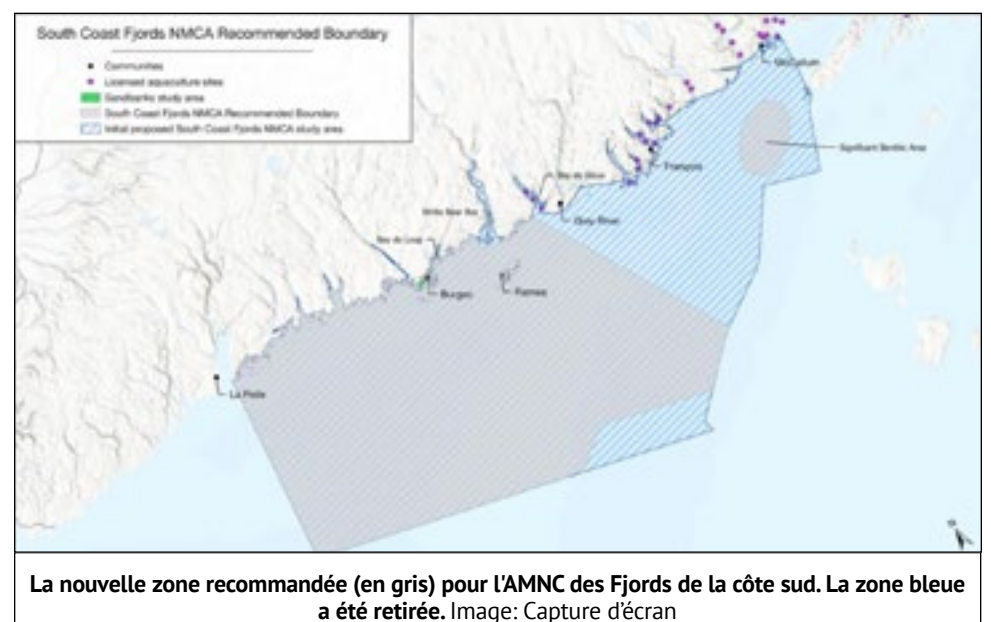 South Coast Fjords NMCA Recommended Boundary
Communities
Licensed aquaculture sites
Sandbanks study area
South Coast Fjords NMCA Recommended Boundary
Initial proposed South Coast Fjords NMCA study area
McCallum
Significant Benthic Area
François
Grey River
White Bear Bay
Bay de Loup
Burgeo
Ramea
La Poile
La nouvelle zone recommandée (en gris) pour l'AMNC des Fjords de la côte sud. La zone bleue
a été retirée. Image: Capture d'écran